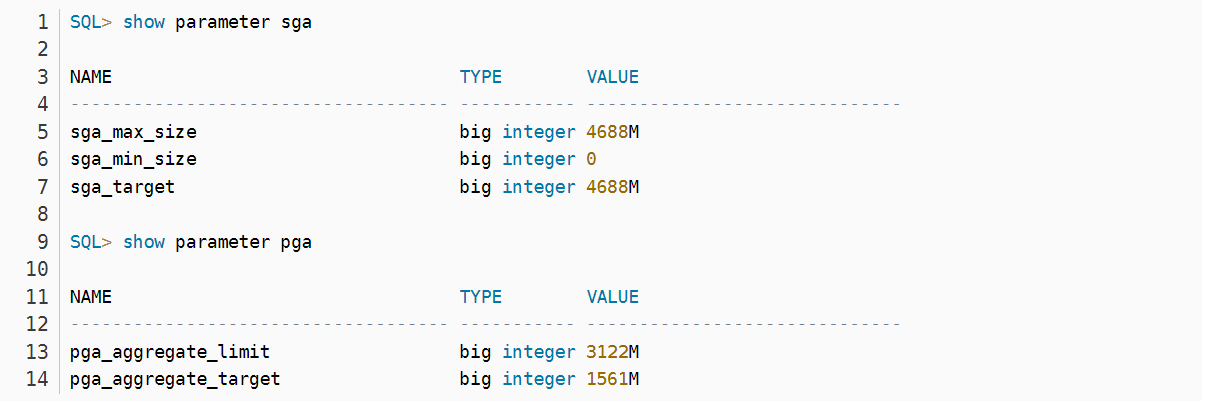 1 SQL> show parameter sga
2
3 NAME                                 TYPE        VALUE
4 ------------------------------------ ----------- ------------------------------
5 sga_max_size                         big integer 4688M
6 sga_min_size                         big integer 0
7 sga_target                           big integer 4688M
8
9 SQL> show parameter pga
10
11 NAME                                 TYPE        VALUE
12 ------------------------------------ ----------- ------------------------------
13 pga_aggregate_limit                  big integer 3122M
14 pga_aggregate_target                 big integer 1561M